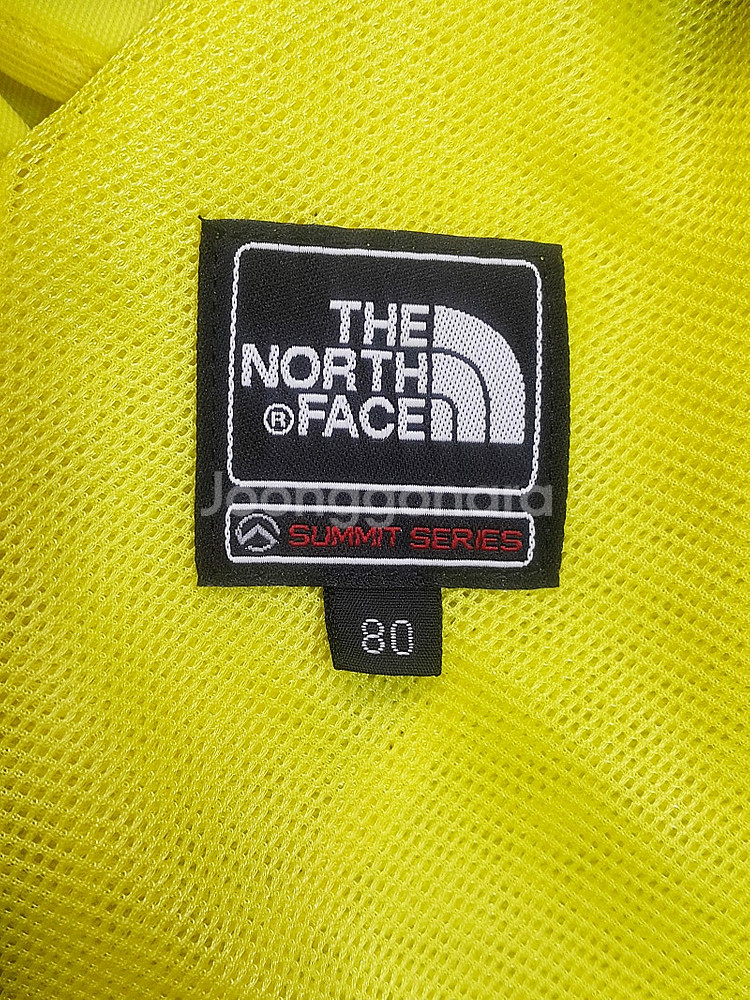 THE
NORTH
® FACE
Joonggonara
SUMMIT SERIES
80